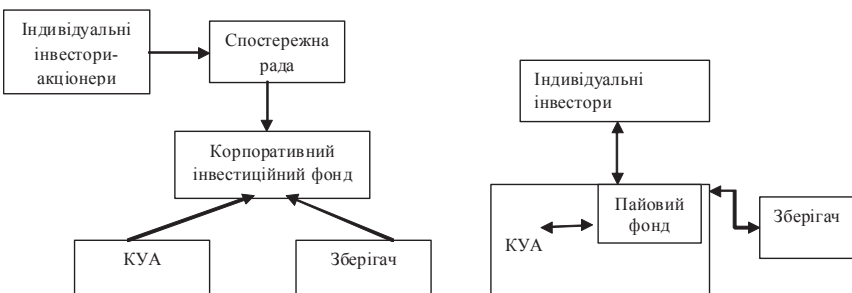 Індивідуальні
інвестори-
акціонери
Спостережна
рада
Корпоративний
інвестиційний фонд
КУА
Зберігач
Індивідуальні
інвестори
Пайовий
фонд
КУА
Зберігач